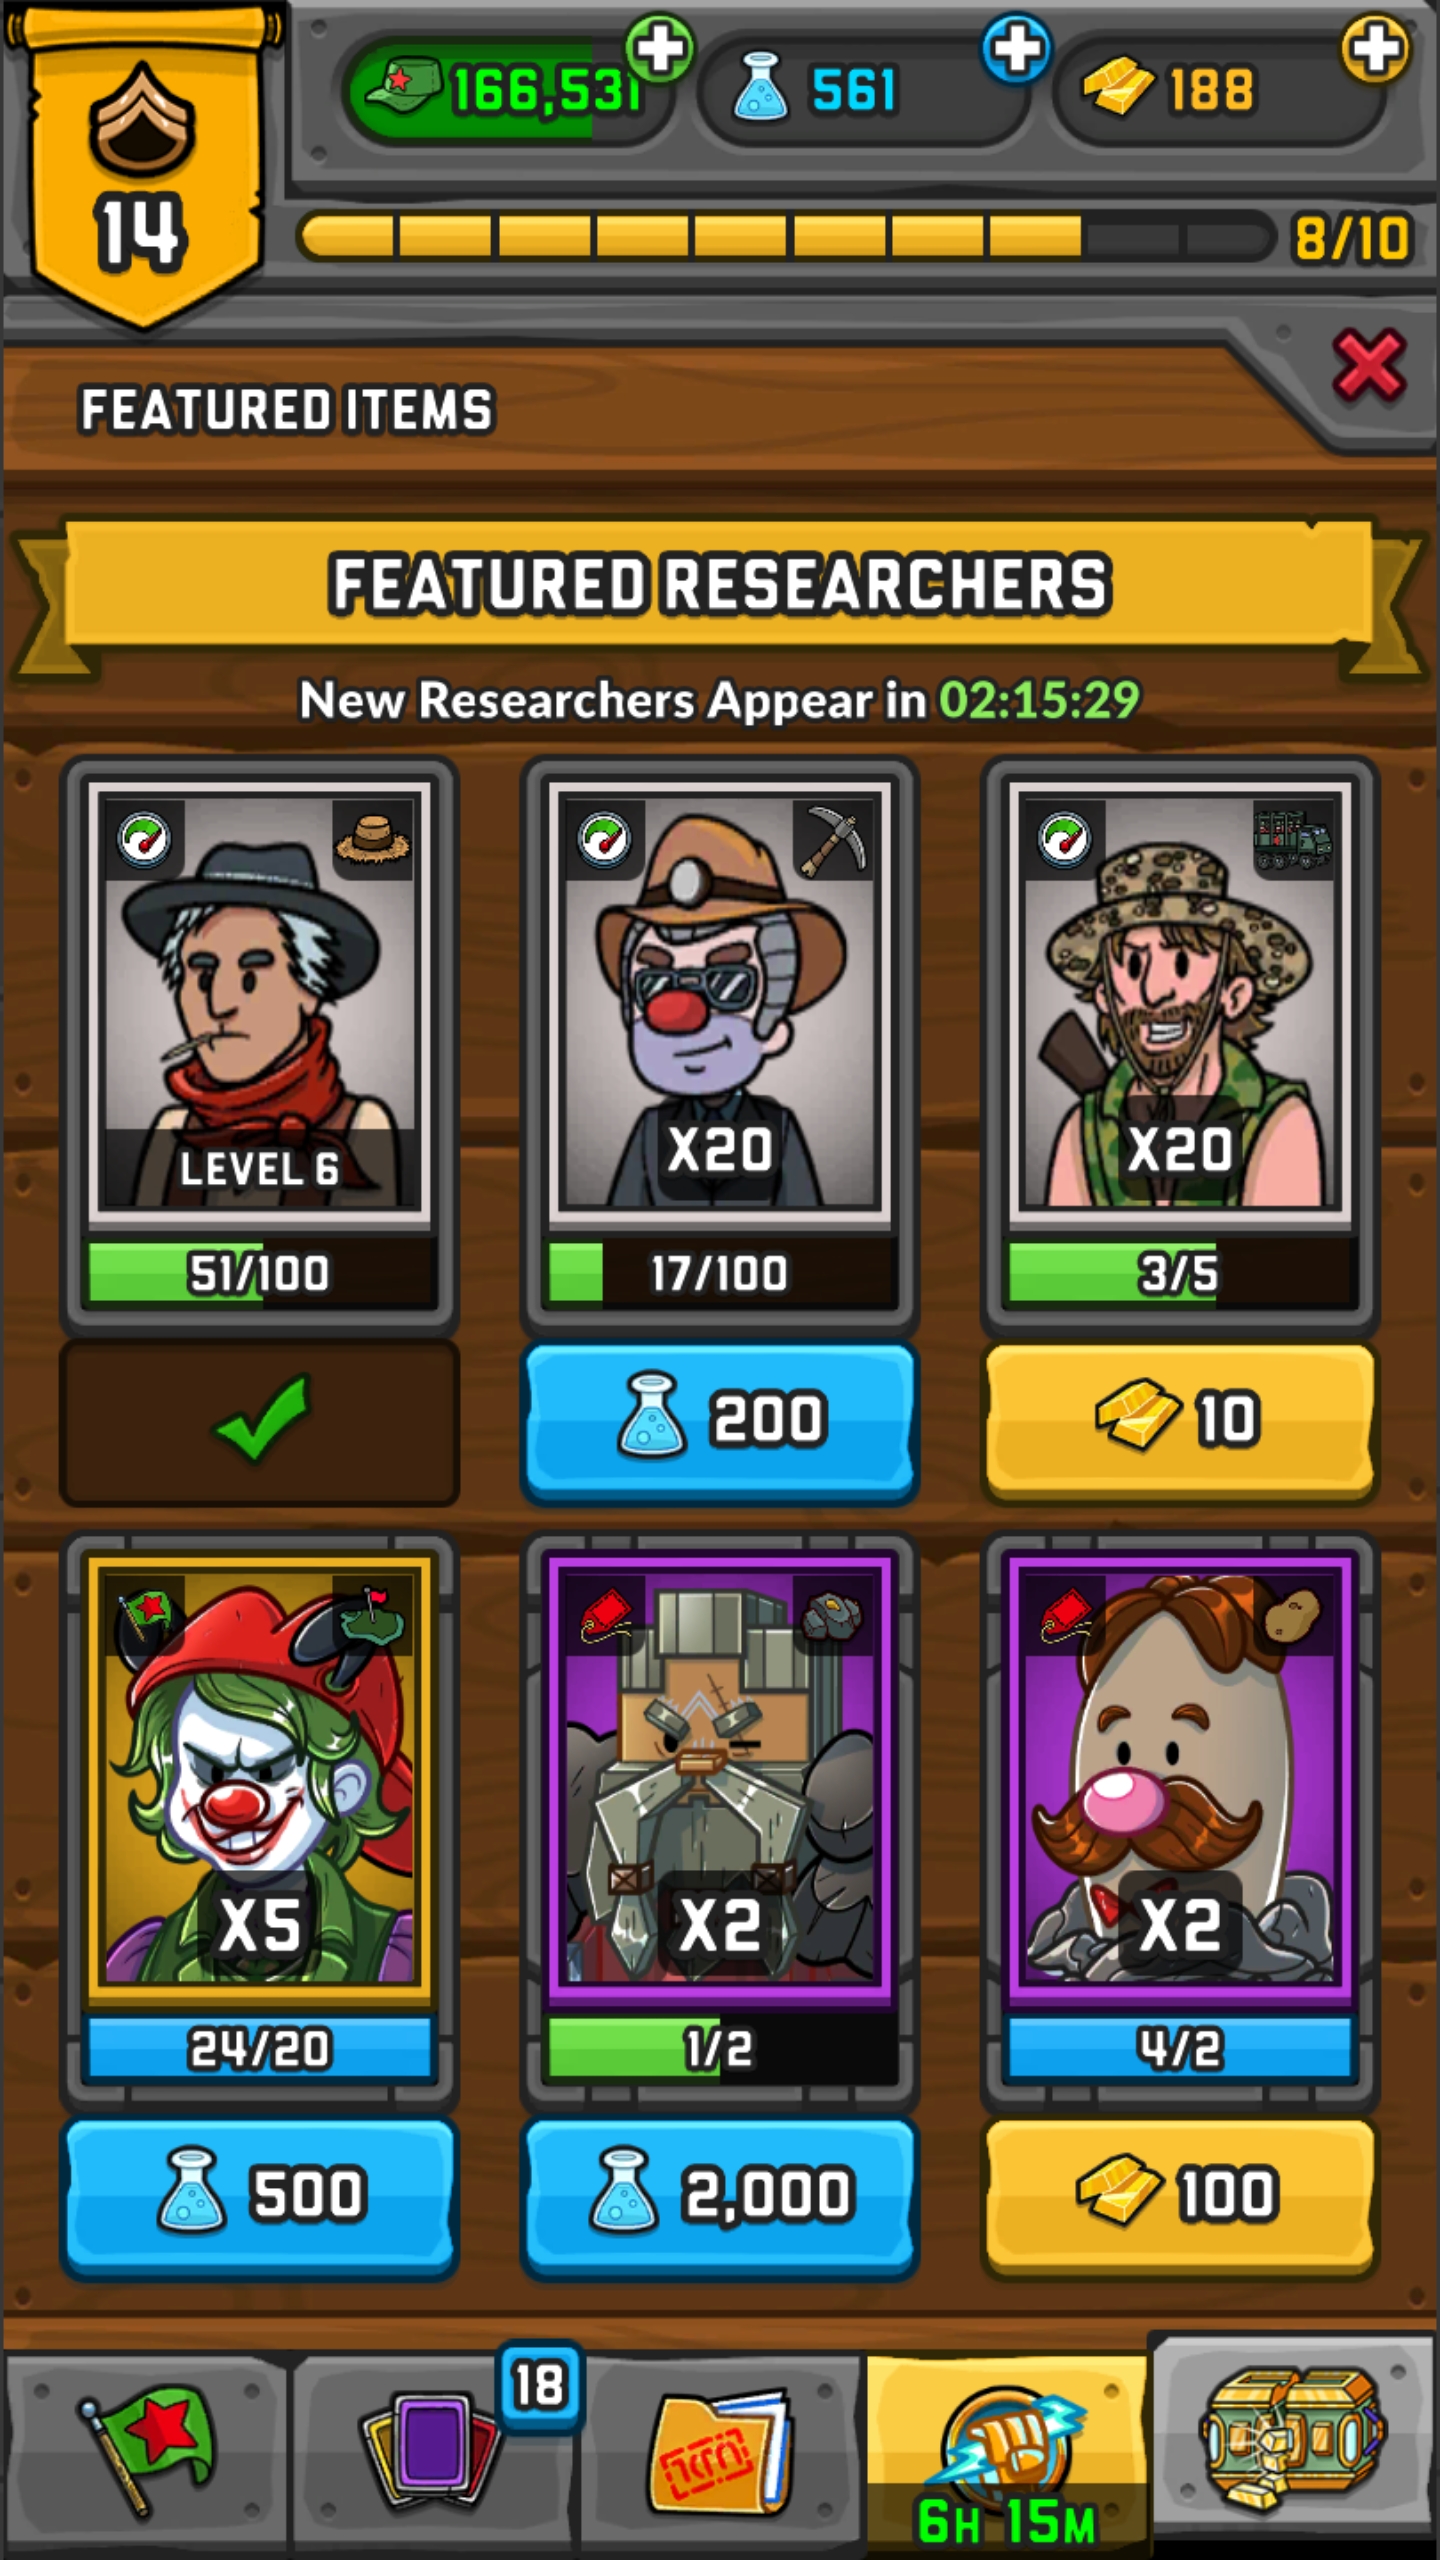 166,531
561
188
14
8/10
FEATURED ITEMS
FEATURED RESEARCHERS
New Researchers Appear in 02:15:29
LEVEL 6
X20
X20
51/100
17/100
3/5
200
10
X5
X2
X2
24/20
1/2
4/2
500
2,000
100
18
6H 15M